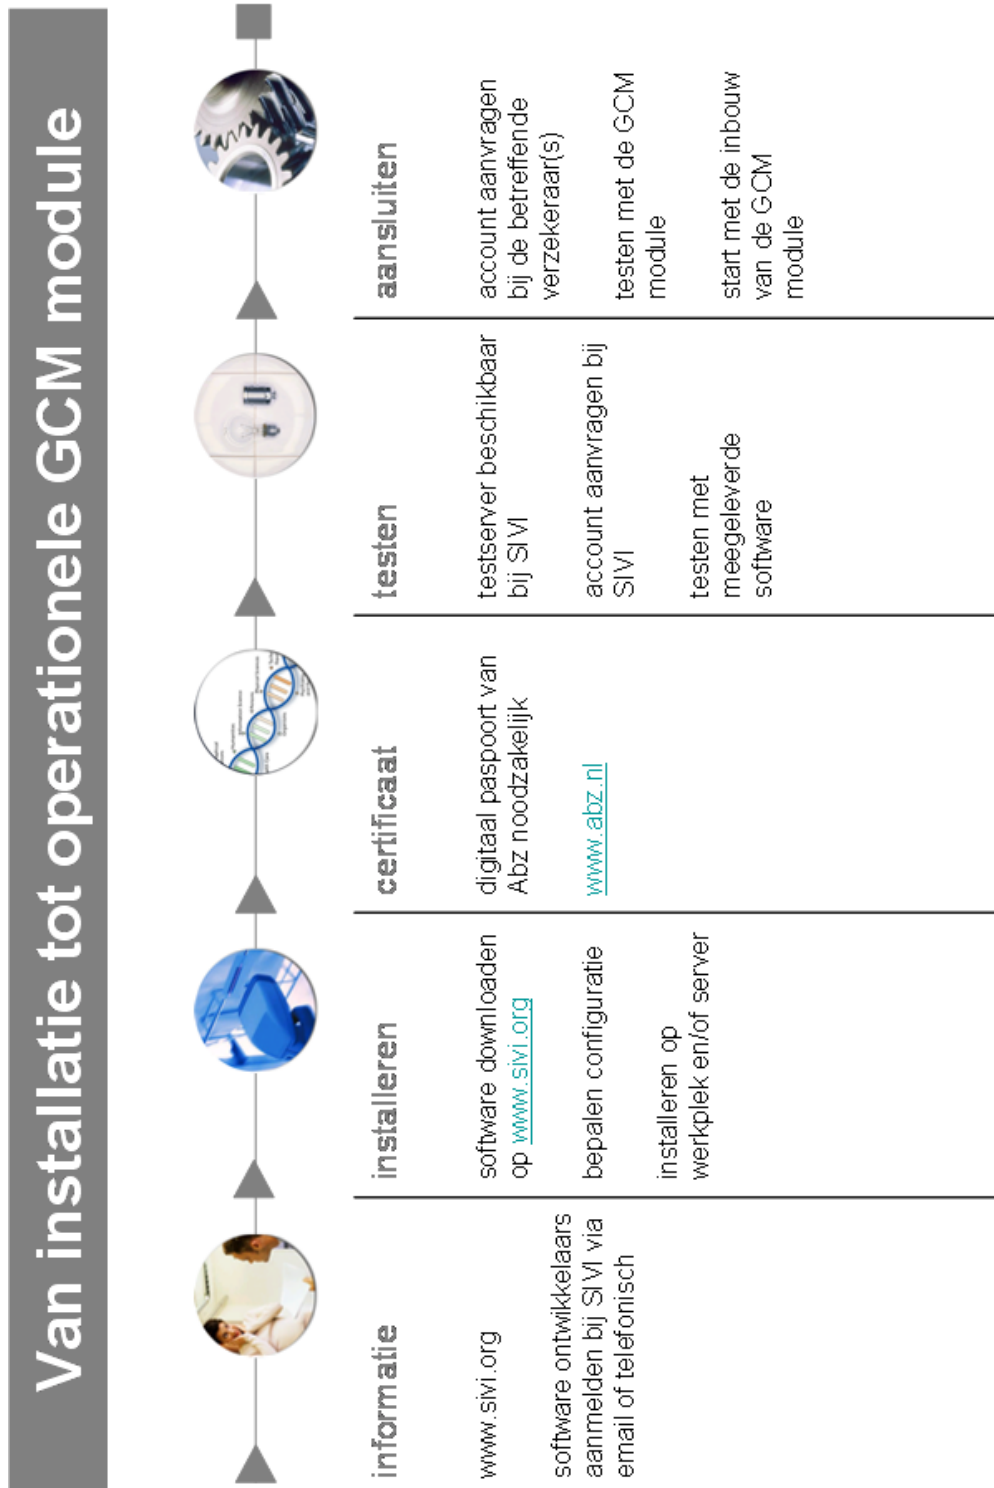 Van installatie tot operationele GCM module
informatie
www.sivi.org
software ontwikkelaars
aanmelden bij SIVI via
email of telefonisch
installeren
software downloaden
op www.sivi.org
bepalen configuratie
installeren op
werkplek en/of server
certificaat
digitaal paspoort van
Abz noodzakelijk
www.abz.nl
testen
testserver beschikbaar
bij SIVI
account aanvragen bij
SIVI
testen met
meegeleverde
software
aansluiten
account aanvragen
bij de betreffende
verzekeraar(s)
testen met de GCM
module
start met de inbouw
van de GCM
module